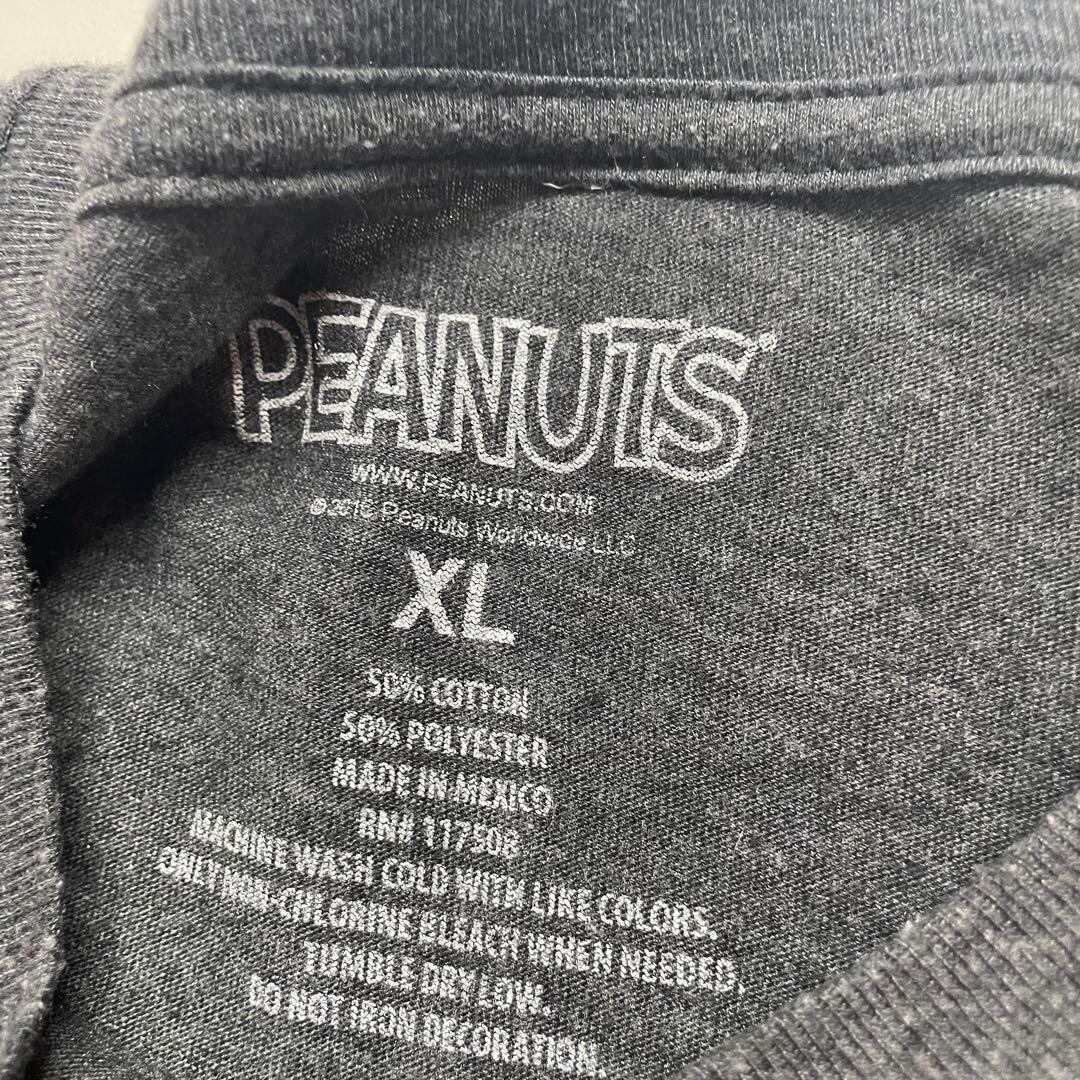 PEANUTS
WWW.PEANUTS.COM
Peanuts Worldwide LLC
XL
50% COTTON
50% POLYESTER
MADE IN MEXICO
RN# 117508
MACHINE WASH COLD WITH LIKE COLORS.
ONLY NON-CHLORINE BLEACH WHEN NEEDED,
TUMBLE DRY LOW.
DO NOT IRON DECORATION.